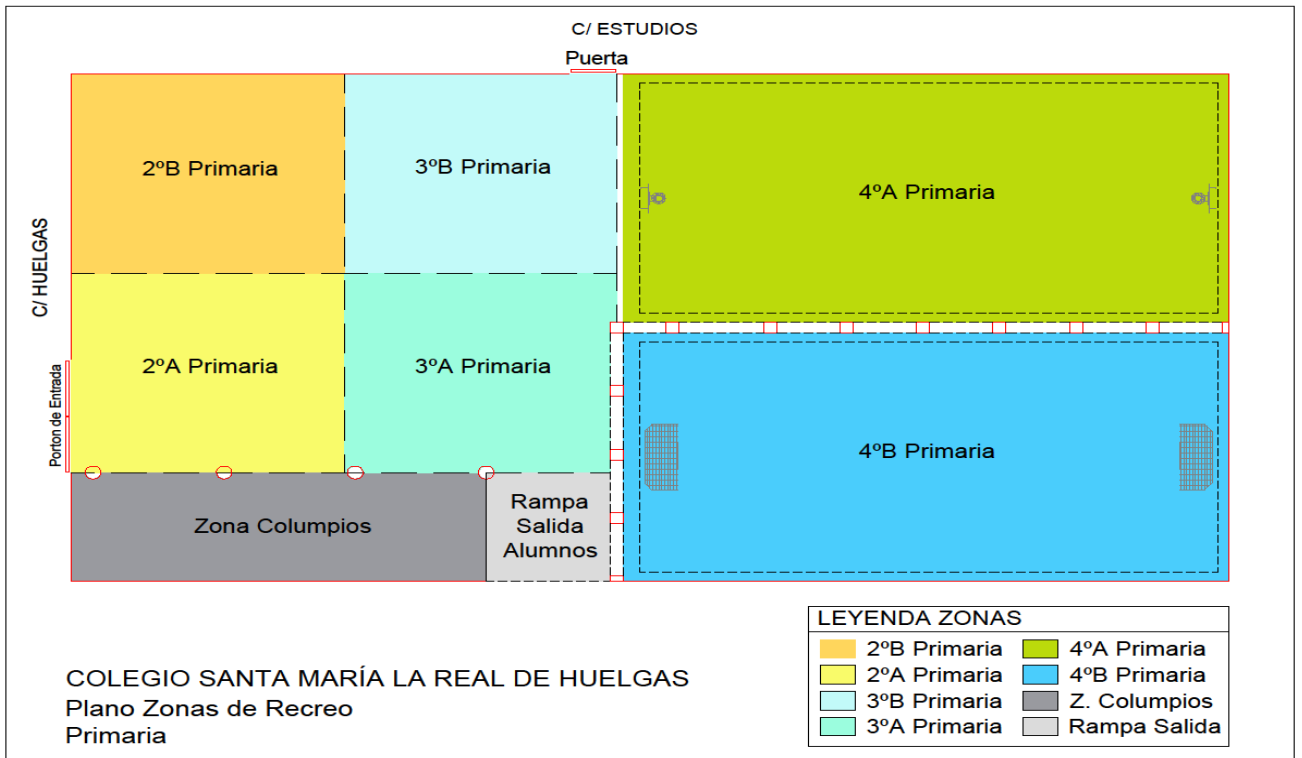 C/ ESTUDIOS
Puerta
2ºB Primaria
3ºB Primaria
4ºA Primaria
C/ HUELGAS
2ºA Primaria
3ºA Primaria
Porton de Entrada
4ºB Primaria
Zona Columpios
Rampa
Salida
Alumnos
LEYENDA ZONAS
2ºB Primaria
4ºA Primaria
2ºA Primaria
4ºB Primaria
3ºB Primaria
Z. Columpios
3ºA Primaria
Rampa Salida
COLEGIO SANTA MARÍA LA REAL DE HUELGAS
Plano Zonas de Recreo
Primaria